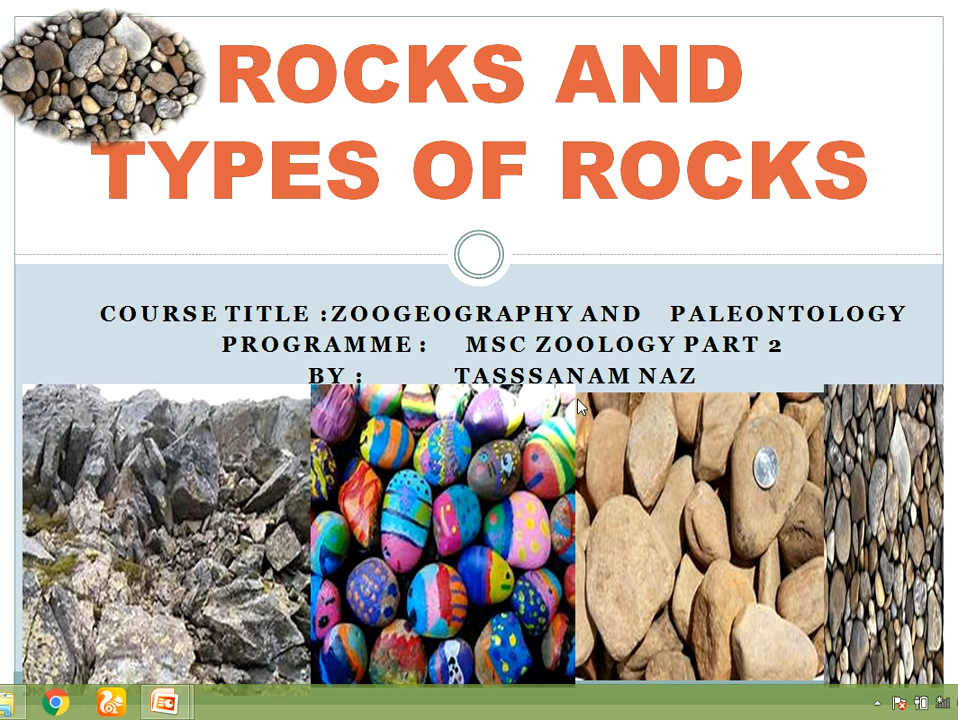 ROCKS AND
TYPES OF ROCKS
COURSE TITLE :ZOOGEOGRAPHY AND PALEONTOLOGY
PROGRAMME : MSC ZOOLOGY PART 2
BY : TASSSANAM NAZ